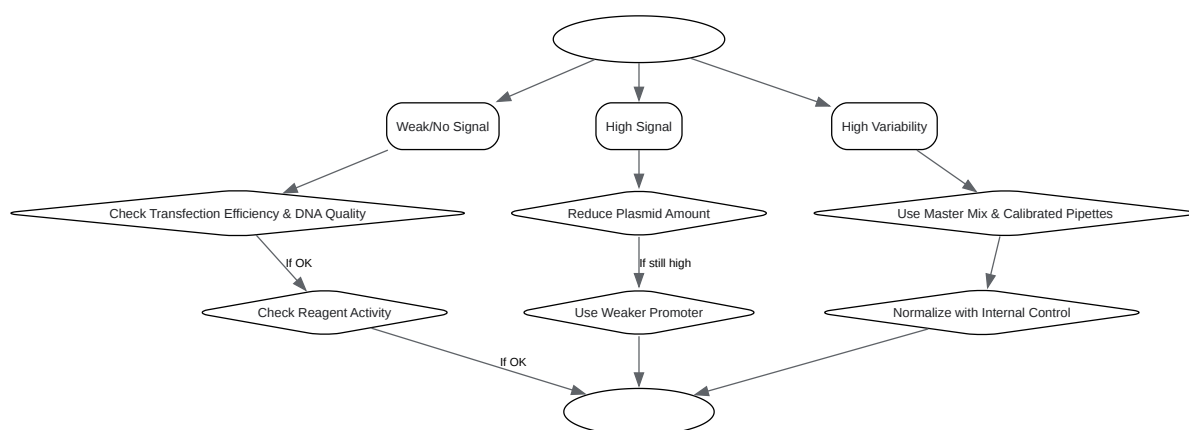 Weak/No Signal
High Signal
High Variability
Check Transfection Efficiency & DNA Quality
Reduce Plasmid Amount
Use Master Mix & Calibrated Pipettes
If OK
If still high
Check Reagent Activity
Use Weaker Promoter
Normalize with Internal Control
If OK